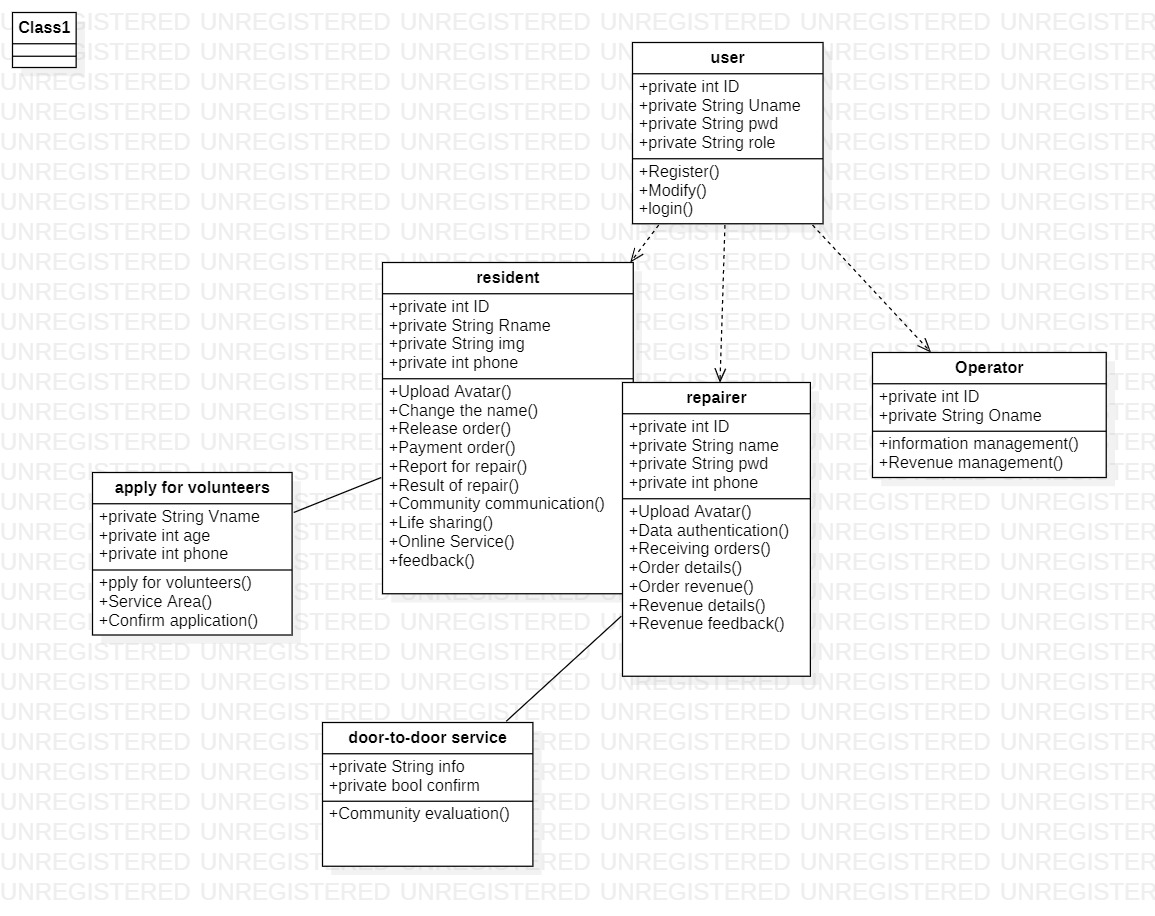 Class1
user
+private int ID
+private String Uname
+private String pwd
+private String role
+Register()
+Modify()
+login()
resident
+private int ID
+private String Rname
+private String img
+private int phone
+Upload Avatar()
+Change the name()
+Release order()
+Payment order()
+Report for repair()
+Result of repair()
+Community communication()
+Life sharing()
+Online Service()
+feedback()
repairer
+private int ID
+private String name
+private String pwd
+private int phone
+Upload Avatar()
+Data authentication()
+Receiving orders()
+Order details()
+Order revenue()
+Revenue details()
+Revenue feedback()
Operator
+private int ID
+private String Oname
+information management()
+Revenue management()
apply for volunteers
+private String Vname
+private int age
+private int phone
+pply for volunteers()
+Service Area()
+Confirm application()
door-to-door service
+private String info
+private bool confirm
+Community evaluation()
UNREGISTERED